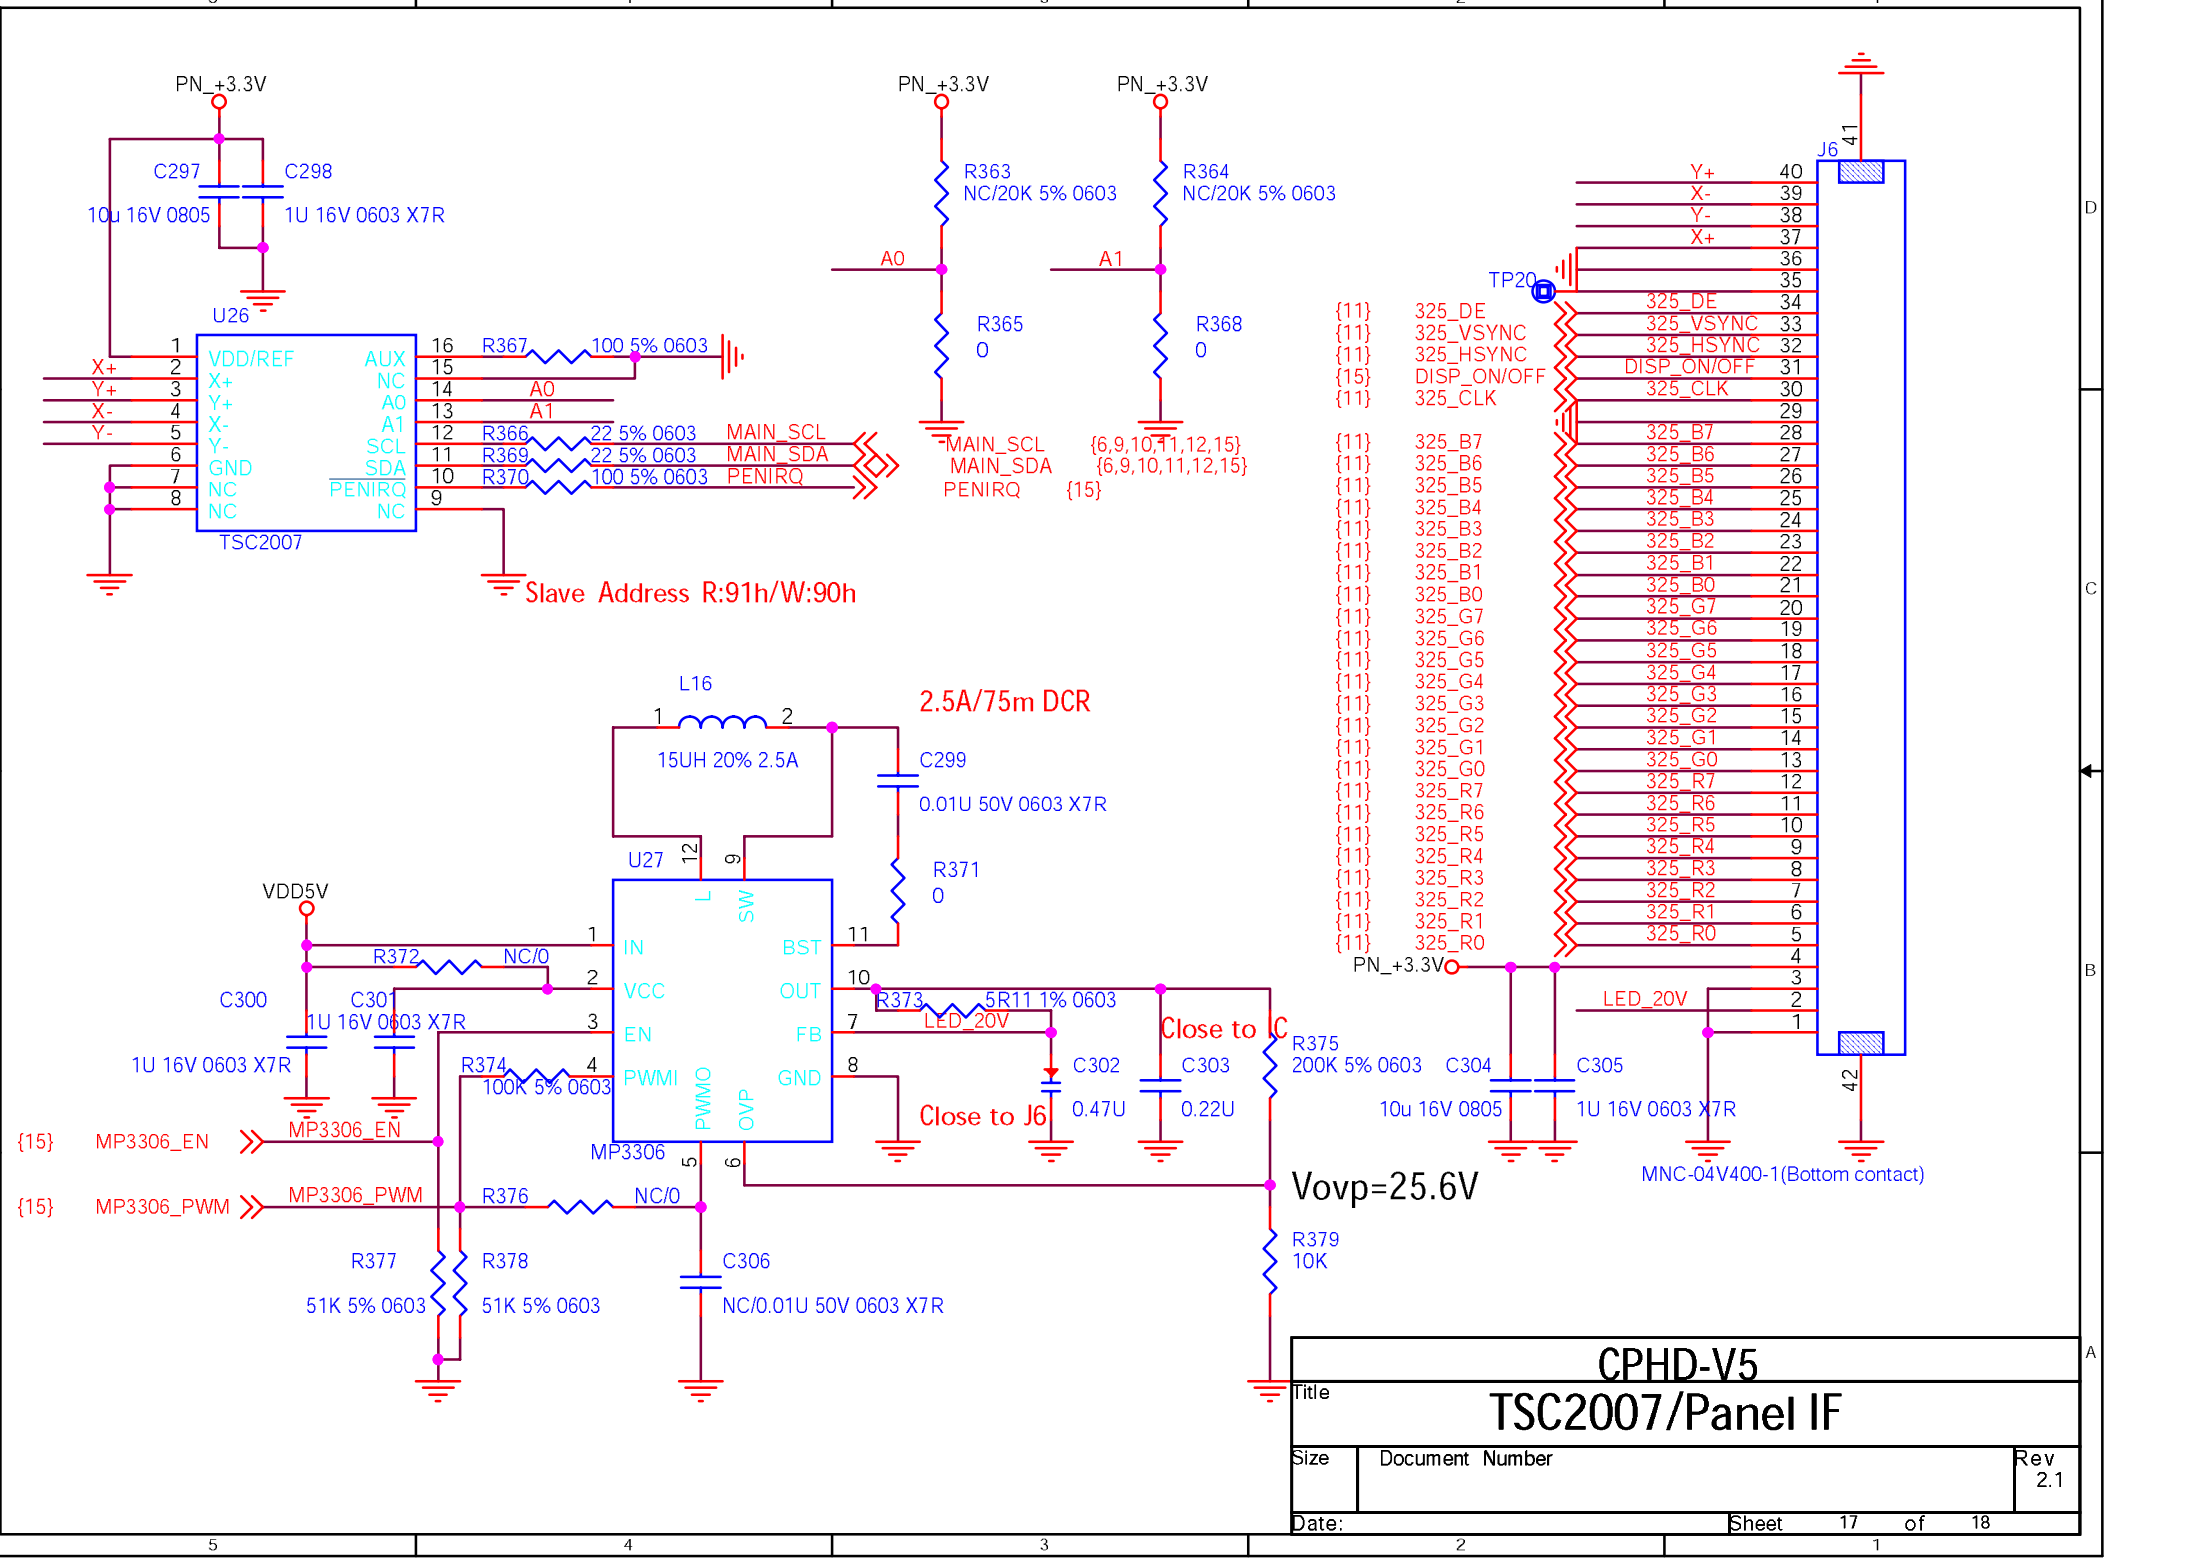 PN_+3.3V
C297
10u 16V 0805
C298
1U 16V 0603 X7R
U26
1 VDD/REF
X+ 2 X+
Y+ 3 Y+
X- 4 X-
Y- 5 Y-
6 GND
7 NC
8 NC
AUX 16 R367 100 5% 0603
NC 15
A0 14 A0
A1 13 A1
SCL 12 R366 22 5% 0603 MAIN_SCL
SDA 11 R369 22 5% 0603 MAIN_SDA
PENIRQ 10 R370 100 5% 0603 PENIRQ
NC 9
TSC2007
MAIN_SCL {6,9,10,11,12,15}
MAIN_SDA {6,9,10,11,12,15}
PENIRQ {15}
Slave Address R:91h/W:90h
PN_+3.3V
R363
NC/20K 5% 0603
A0
R365
0
PN_+3.3V
R364
NC/20K 5% 0603
A1
R368
0
41
J6
Y+ 40
X- 39
Y- 38
X+ 37
36
TP20
35
{11} 325_DE 325_DE 34
{11} 325_VSYNC 325_VSYNC 33
{11} 325_HSYNC 325_HSYNC 32
{15} DISP_ON/OFF DISP_ON/OFF 31
{11} 325_CLK 325_CLK 30
29
{11} 325_B7 325_B7 28
{11} 325_B6 325_B6 27
{11} 325_B5 325_B5 26
{11} 325_B4 325_B4 25
{11} 325_B3 325_B3 24
{11} 325_B2 325_B2 23
{11} 325_B1 325_B1 22
{11} 325_B0 325_B0 21
{11} 325_G7 325_G7 20
{11} 325_G6 325_G6 19
{11} 325_G5 325_G5 18
{11} 325_G4 325_G4 17
{11} 325_G3 325_G3 16
{11} 325_G2 325_G2 15
{11} 325_G1 325_G1 14
{11} 325_G0 325_G0 13
{11} 325_R7 325_R7 12
{11} 325_R6 325_R6 11
{11} 325_R5 325_R5 10
{11} 325_R4 325_R4 9
{11} 325_R3 325_R3 8
{11} 325_R2 325_R2 7
{11} 325_R1 325_R1 6
{11} 325_R0 325_R0 5
PN_+3.3V 4
3
LED_20V 2
1
C304
10u 16V 0805
C305
1U 16V 0603 X7R
42
MNC-04V400-1(Bottom contact)
L16
1 2
15UH 20% 2.5A
2.5A/75m DCR
C299
0.01U 50V 0603 X7R
R371
0
U27
12 L
9 SW
VDD5V
1 IN
R372 NC/0
2 VCC
C300
1U 16V 0603 X7R
C301
1U 16V 0603 X7R
3 EN
R374
100K 5% 0603
4 PWMI
BST 11
OUT 10
R373 5R11 1% 0603
FB 7 LED_20V
GND 8
PWMO 5
OVP 6
MP3306
Close to IC
Close to J6
C302
0.47U
C303
0.22U
R375
200K 5% 0603
{15} MP3306_EN MP3306_EN
{15} MP3306_PWM MP3306_PWM
R376 NC/0
Vovp=25.6V
R377
51K 5% 0603
R378
51K 5% 0603
C306
NC/0.01U 50V 0603 X7R
R379
10K
CPHD-V5
Title
TSC2007/Panel IF
Size Document Number Rev
2.1
Date: Sheet 17 of 18
D
C
B
A
5 4 3 2 1